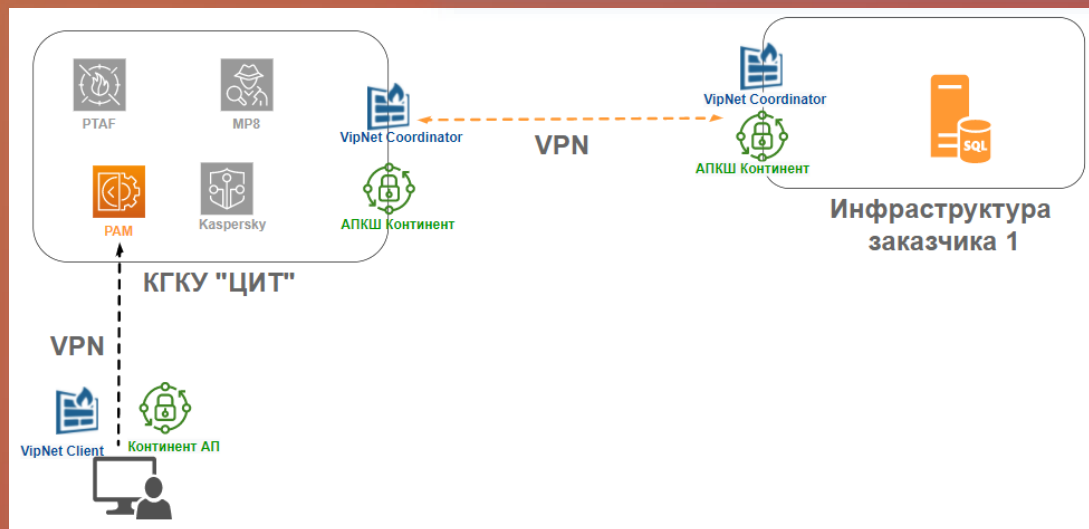 PTAF
MP8
VipNet Coordinator
PAM
Kaspersky
АПКШ Континент
КГКУ "ЦИТ"
VPN
VipNet Coordinator
АПКШ Континент
SQL
Инфраструктура
заказчика 1
VPN
VipNet Client
Континент АП